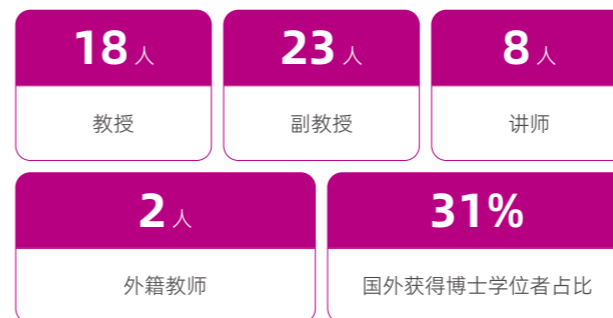 18人 23人 8人
教授 副教授 讲师
2人 31%
外籍教师 国外获得博士学位者占比